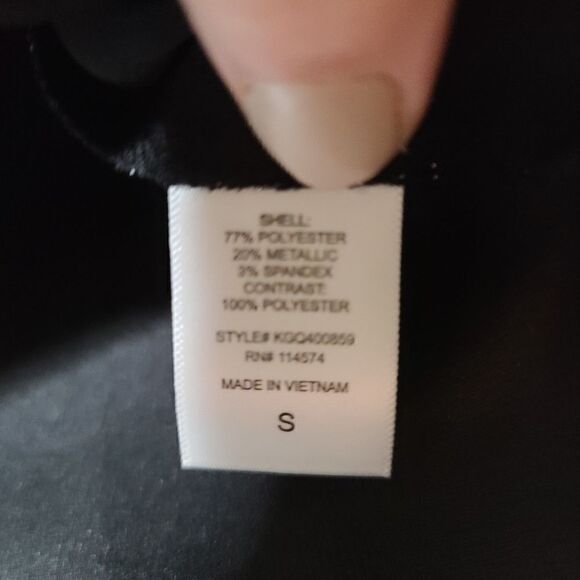 SHELL:
77% POLYESTER
20% METALLIC
3% SPANDEX
CONTRAST:
100% POLYESTER
STYLE# KGQ400859
RN# 114574
MADE IN VIETNAM
S